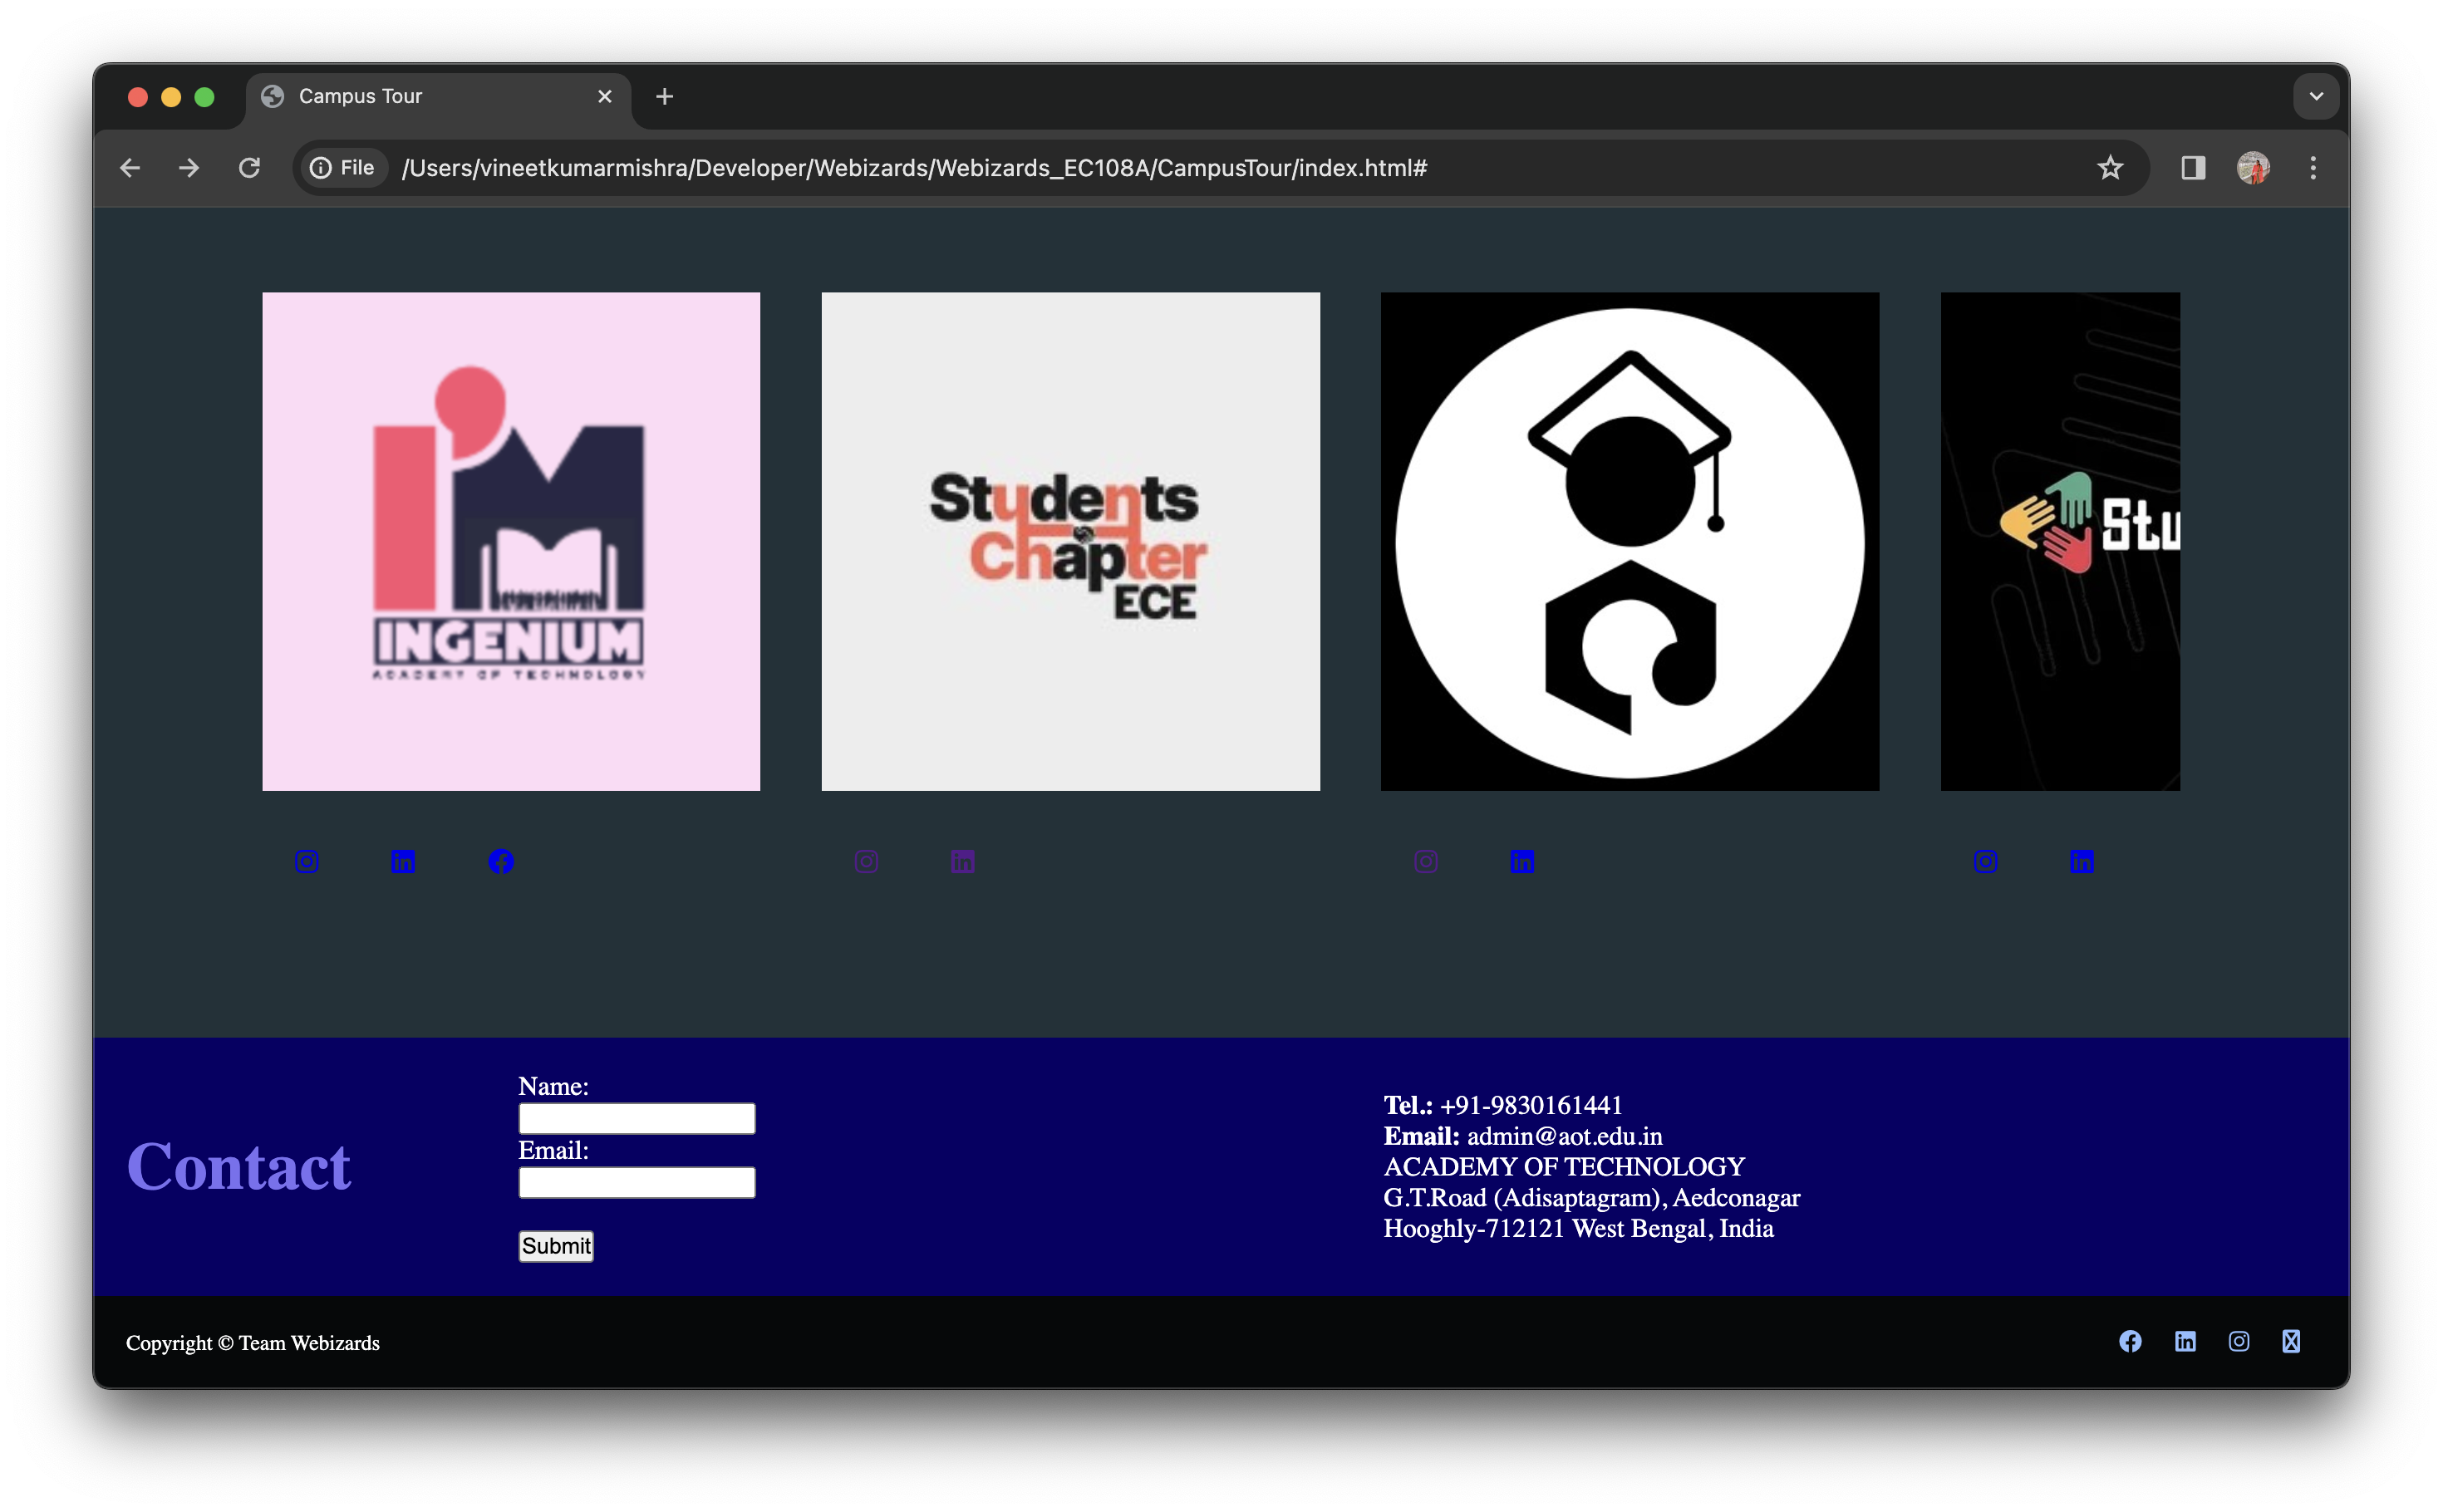 Campus Tour
File
/Users/vineetkumarmishra/Developer/Webizards/Webizards_EC108A/CampusTour/index.html#
INGENIUM
ACADEMY OF TECHNOLOGY
Students
Chapter
ECE
Stu
Name:
Email:
Submit
Contact
Tel.: +91-9830161441
Email: admin@aot.edu.in
ACADEMY OF TECHNOLOGY
G.T.Road (Adisaptagram), Aedconagar
Hooghly-712121 West Bengal, India
Copyright © Team Webizards